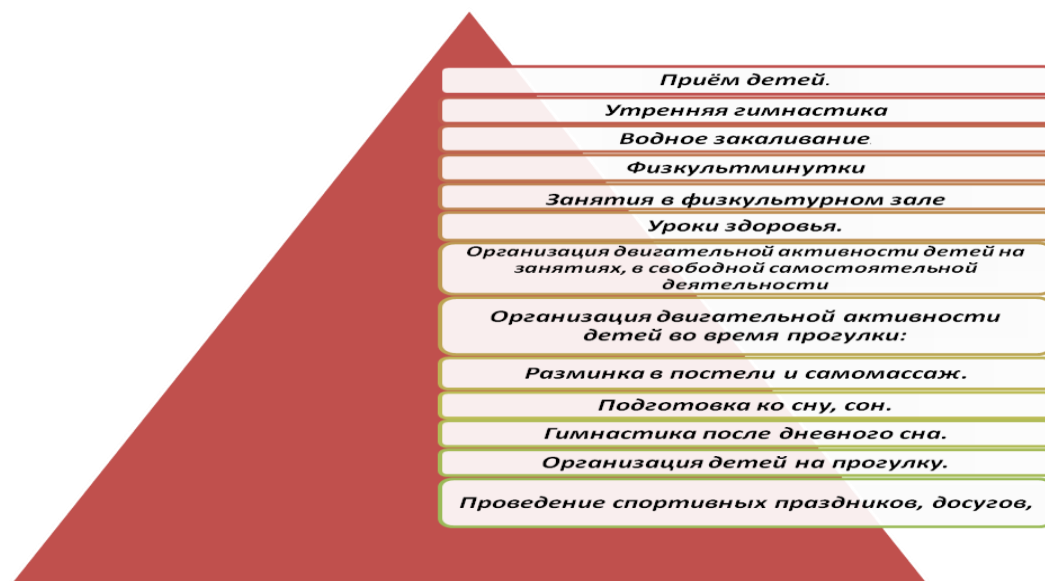 Приём детей.
Утренняя гимнастика
Водное закаливание
Физкультминутки
Занятия в физкультурном зале
Уроки здоровья.
Организация двигательной активности детей на
занятиях, в свободной самостоятельной
деятельности
Организация двигательной активности
детей во время прогулки:
Разминка в постели и самомассаж.
Подготовка ко сну, сон.
Гимнастика после дневного сна.
Организация детей на прогулку.
Проведение спортивных праздников, досугов,